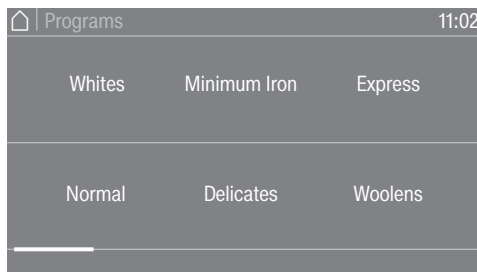 Programs 11:02
Whites Minimum Iron Express
Normal Delicates Woolens